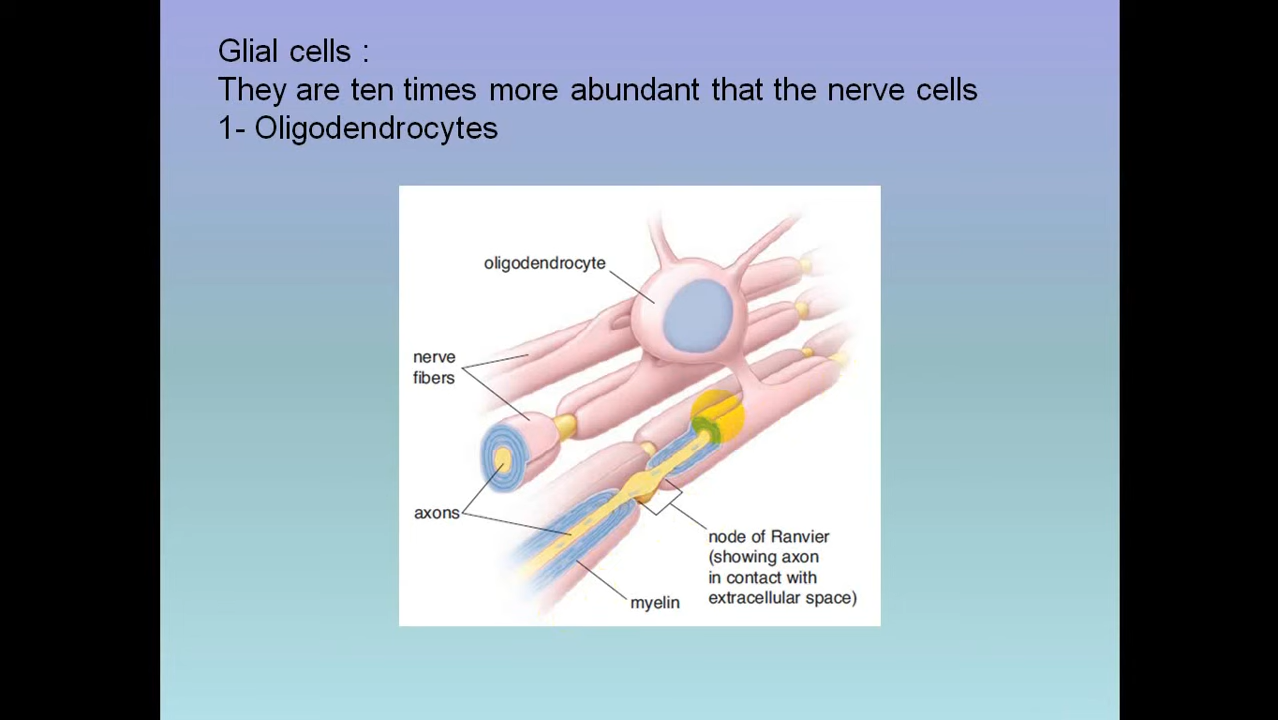 Glial cells :
They are ten times more abundant that the nerve cells
1- Oligodendrocytes
oligodendrocyte
nerve
fibers
axons
node of Ranvier
(showing axon
in contact with
extracellular space)
myelin